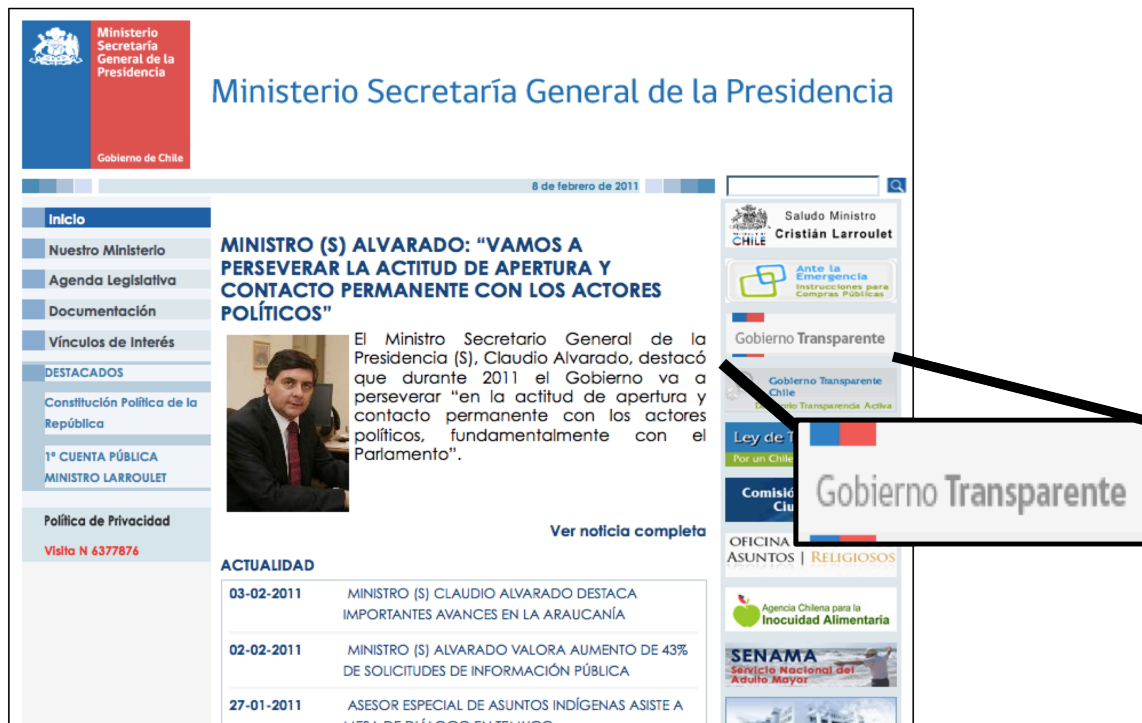 Ministerio
Secretaría
General de la
Presidencia
Gobierno de Chile
Ministerio Secretaría General de la Presidencia
8 de febrero de 2011
Inicio
Nuestro Ministerio
Agenda Legislativa
Documentación
Vínculos de Interés
DESTACADOS
Constitución Política de la
República
1ª CUENTA PÚBLICA
MINISTRO LARROULET
Política de Privacidad
Visita N 6377876
MINISTRO (S) ALVARADO: “VAMOS A
PERSEVERAR LA ACTITUD DE APERTURA Y
CONTACTO PERMANENTE CON LOS ACTORES
POLÍTICOS”
El Ministro Secretario General de la
Presidencia (S), Claudio Alvarado, destacó
que durante 2011 el Gobierno va a
perseverar “en la actitud de apertura y
contacto permanente con los actores
políticos, fundamentalmente con el
Parlamento”.
Ver noticia completa
ACTUALIDAD
03-02-2011 MINISTRO (S) CLAUDIO ALVARADO DESTACA
IMPORTANTES AVANCES EN LA ARAUCANÍA
02-02-2011 MINISTRO (S) ALVARADO VALORA AUMENTO DE 43%
DE SOLICITUDES DE INFORMACIÓN PÚBLICA
27-01-2011 ASESOR ESPECIAL DE ASUNTOS INDÍGENAS ASISTE A
CHILE
Saludo Ministro
Cristián Larroulet
Ante la
Emergencia
Instrucciones para
Compras Públicas
Gobierno Transparente
Gobierno Transparente
Chile
Transparencia Activa
Ley de
Por un Chile
Gobierno Transparente
OFICINA
ASUNTOS | RELIGIOSOS
Agencia Chilena para la
Inocuidad Alimentaria
SENAMA
Servicio Nacional del
Adulto Mayor